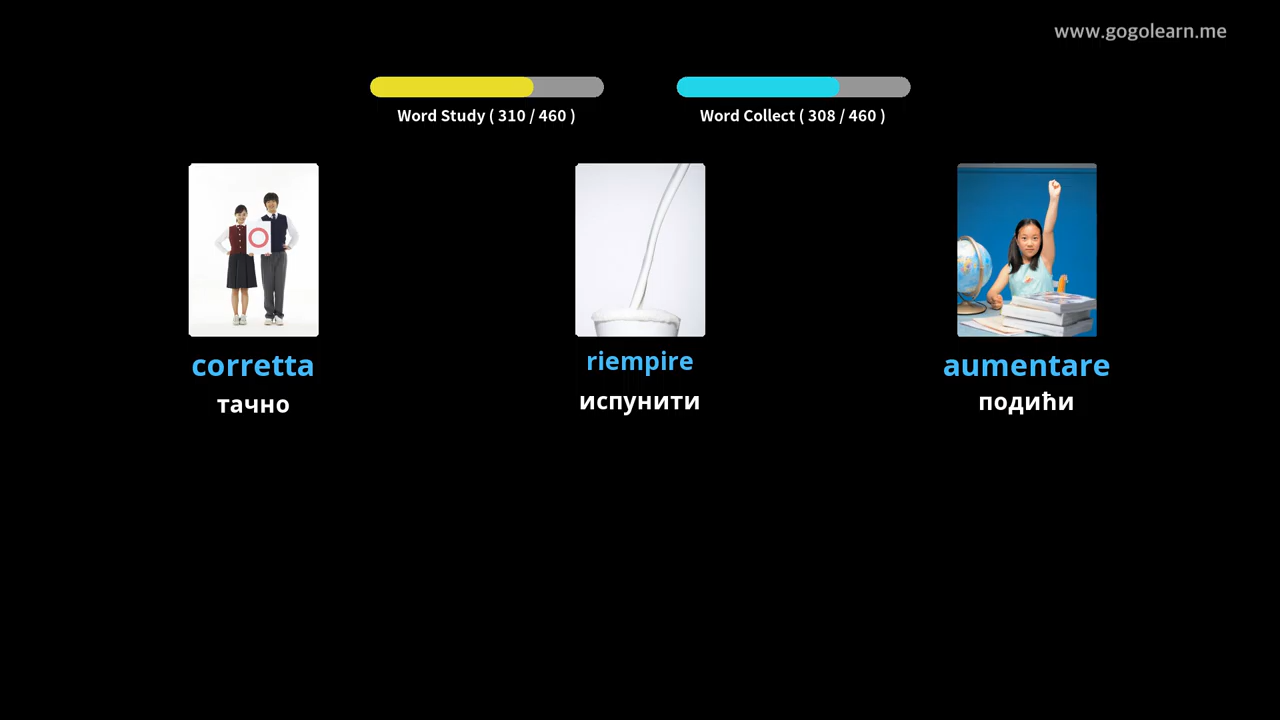 www.gogolearn.me
Word Study ( 310 / 460 )
Word Collect ( 308 / 460 )
corretta
тачно
riempire
испунити
aumentare
подићи